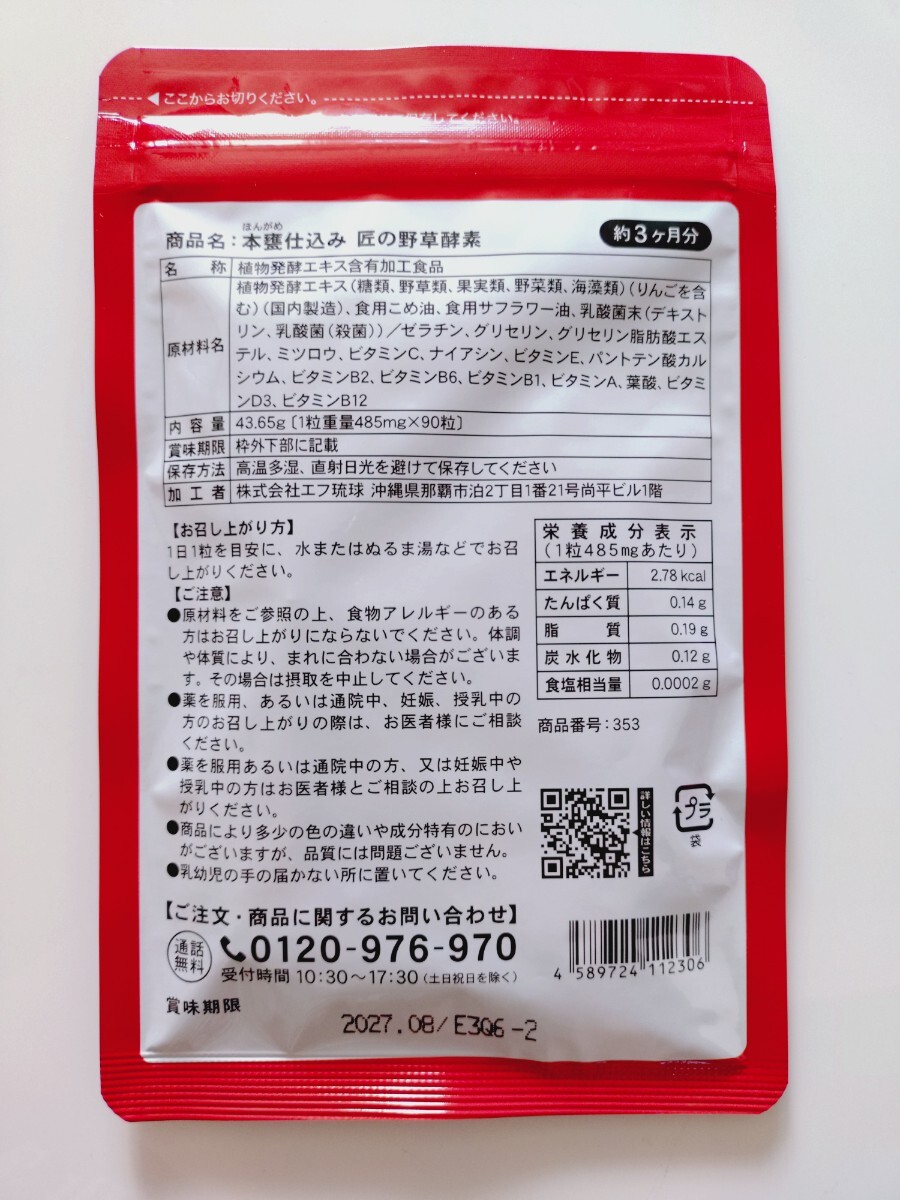 ◀ここからお切りください。
してください。
ほんがめ
商品名:本甕仕込み 匠の野草酵素
約3ヶ月分
名称 植物発酵エキス含有加工食品
原材料名 植物発酵エキス(糖類、野草類、果実類、野菜類、海藻類)(りんごを含
む)(国内製造)、食用こめ油、食用サフラワー油、乳酸菌末(デキスト
リン、乳酸菌(殺菌))/ゼラチン、グリセリン、グリセリン脂肪酸エス
テル、ミツロウ、ビタミンC、ナイアシン、ビタミンE、パントテン酸カル
シウム、ビタミンB2、ビタミンB6、ビタミンB1、ビタミンA、葉酸、ビタミ
ンD3、ビタミンB12
内容量 43.65g〔1粒重量485mg×90粒〕
賞味期限 枠外下部に記載
保存方法 高温多湿、直射日光を避けて保存してください
加工者 株式会社エフ琉球 沖縄県那覇市泊2丁目1番21号尚平ビル1階
【お召し上がり方】
1日1粒を目安に、水またはぬるま湯などでお召
し上がりください。
【ご注意】
●原材料をご参照の上、食物アレルギーのある
方はお召し上がりにならないでください。体調
や体質により、まれに合わない場合がございま
す。その場合は摂取を中止してください。
●薬を服用、あるいは通院中、妊娠、授乳中の
方のお召し上がりの際は、お医者様にご相談
ください。
●薬を服用あるいは通院中の方、又は妊娠中や
授乳中の方はお医者様とご相談の上お召し上
がりください。
●商品により多少の色の違いや成分特有のにおい
がございますが、品質には問題ございません。
●乳幼児の手の届かない所に置いてください。
栄養成分表示
(1粒485mgあたり)
エネルギー 2.78kcal
たんぱく質 0.14g
脂質 0.19g
炭水化物 0.12g
食塩相当量 0.0002g
商品番号:353
詳しい情報はこちら
プラ
袋
【ご注文・商品に関するお問い合わせ】
通話
無料
0120-976-970
受付時間 10:30~17:30(土日祝日を除く)
4 589724 112306
賞味期限
2027.08/E3Q6-2